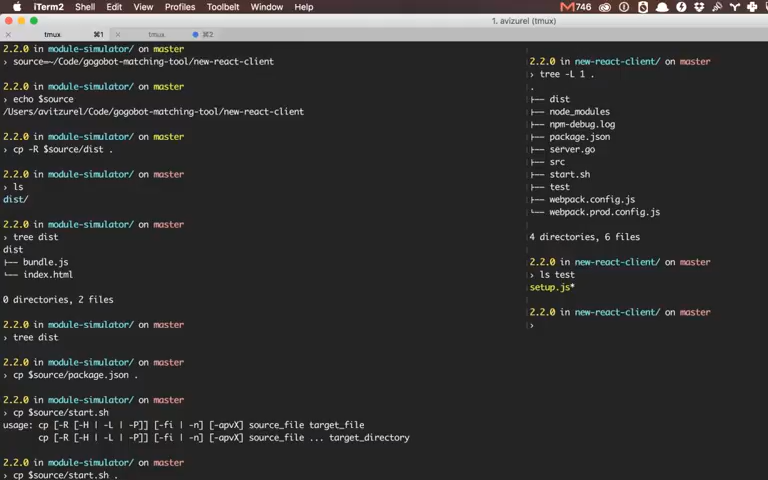 iTerm2 Shell Edit View Profiles Toolbelt Window Help 746
1. avizurel (tmux)
tmux ⌘1 tmux ⌘2
2.2.0 in module-simulator/ on master
› source=~/Code/gogobot-matching-tool/new-react-client
2.2.0 in module-simulator/ on master
› echo $source
/Users/avitzurel/Code/gogobot-matching-tool/new-react-client
2.2.0 in module-simulator/ on master
› cp -R $source/dist .
2.2.0 in module-simulator/ on master
› ls
dist/
2.2.0 in module-simulator/ on master
› tree dist
dist
├── bundle.js
└── index.html
0 directories, 2 files
2.2.0 in module-simulator/ on master
› tree dist
2.2.0 in module-simulator/ on master
› cp $source/package.json .
2.2.0 in module-simulator/ on master
› cp $source/start.sh
usage: cp [-R [-H | -L | -P]] [-fi | -n] [-apvX] source_file target_file
cp [-R [-H | -L | -P]] [-fi | -n] [-apvX] source_file ... target_directory
2.2.0 in module-simulator/ on master
› cp $source/start.sh .
2.2.0 in new-react-client/ on master
› tree -L 1 .
.
├── dist
├── node_modules
├── npm-debug.log
├── package.json
├── server.go
├── src
├── start.sh
├── test
├── webpack.config.js
└── webpack.prod.config.js
4 directories, 6 files
2.2.0 in new-react-client/ on master
› ls test
setup.js*
2.2.0 in new-react-client/ on master
›